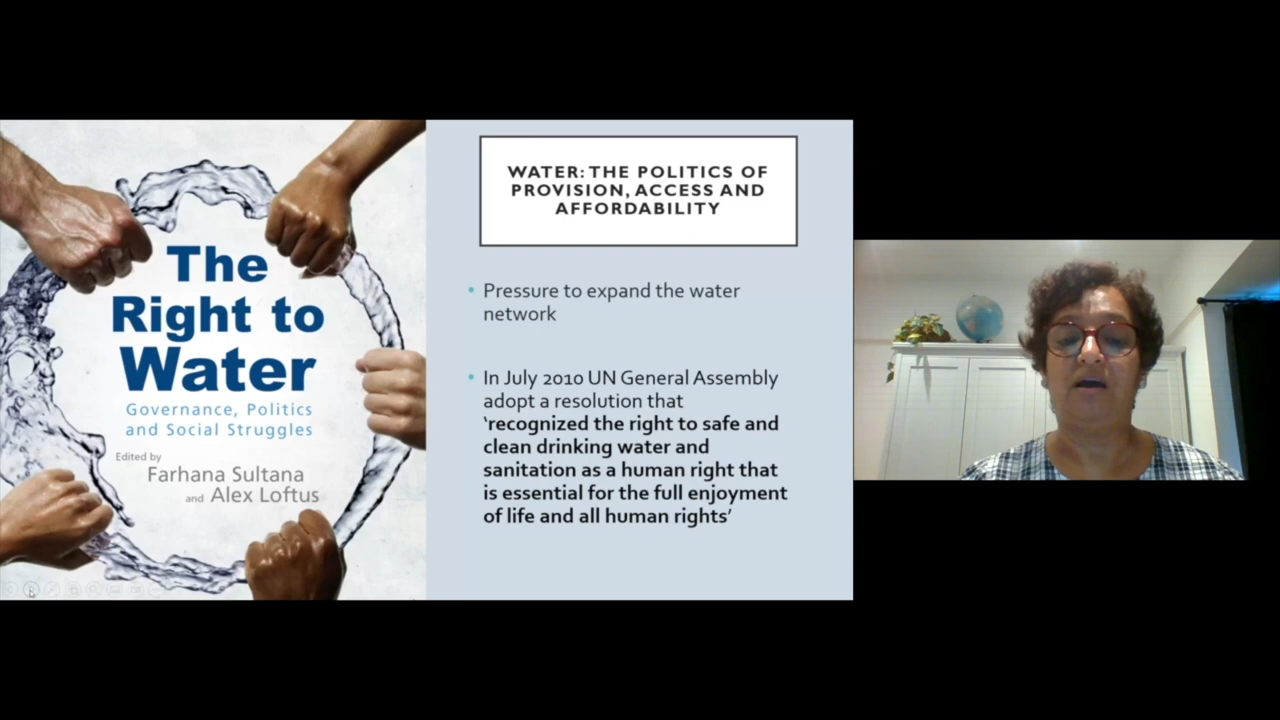 The
Right to
Water
Governance, Politics
and Social Struggles
Edited by
Farhana Sultana
and Alex Loftus
WATER: THE POLITICS OF
PROVISION, ACCESS AND
AFFORDABILITY
• Pressure to expand the water
network
• In July 2010 UN General Assembly
adopt a resolution that
‘recognized the right to safe and
clean drinking water and
sanitation as a human right that
is essential for the full enjoyment
of life and all human rights’